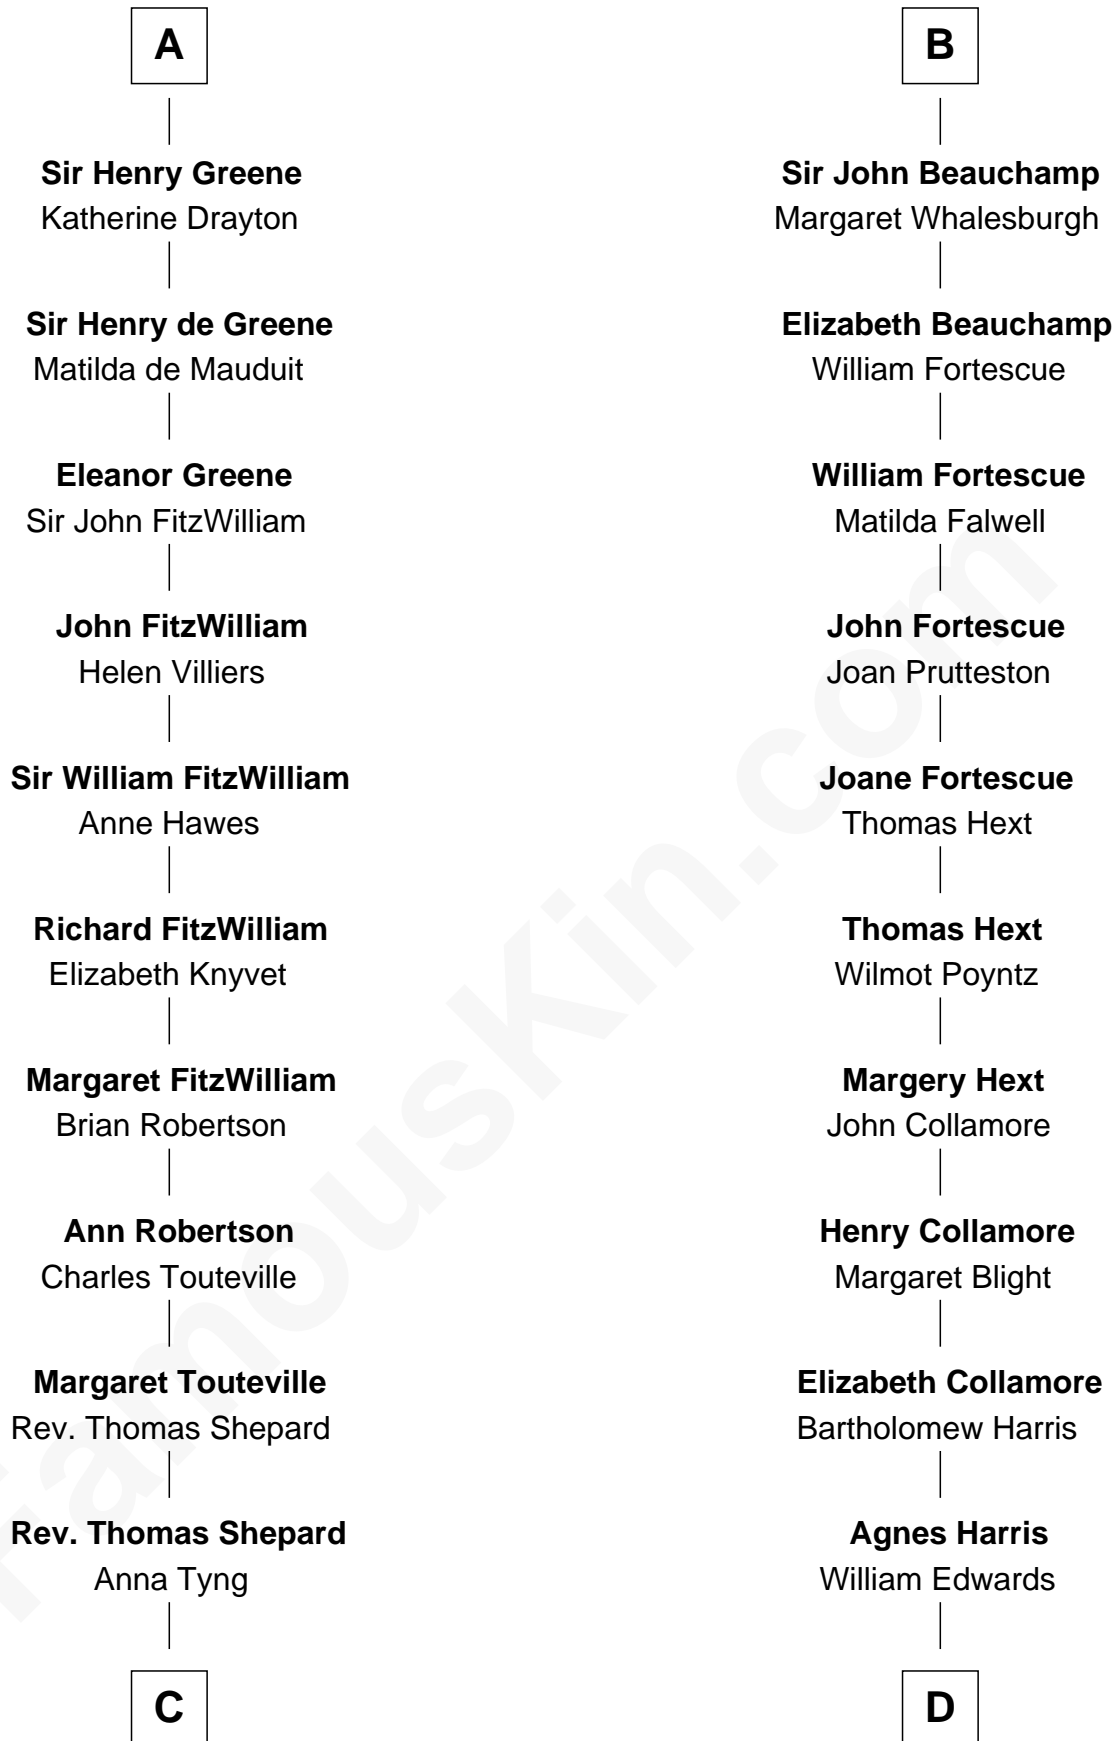 A
Sir Henry Greene
Katherine Drayton
Sir Henry de Greene
Matilda de Mauduit
Eleanor Greene
Sir John FitzWilliam
John FitzWilliam
Helen Villiers
Sir William FitzWilliam
Anne Hawes
Richard FitzWilliam
Elizabeth Knyvet
Margaret FitzWilliam
Brian Robertson
Ann Robertson
Charles Touteville
Margaret Touteville
Rev. Thomas Shepard
Rev. Thomas Shepard
Anna Tyng
C
B
Sir John Beauchamp
Margaret Whalesburgh
Elizabeth Beauchamp
William Fortescue
William Fortescue
Matilda Falwell
John Fortescue
Joan Prutteston
Joane Fortescue
Thomas Hext
Thomas Hext
Wilmot Poyntz
Margery Hext
John Collamore
Henry Collamore
Margaret Blight
Elizabeth Collamore
Bartholomew Harris
Agnes Harris
William Edwards
D
FamousKin.com